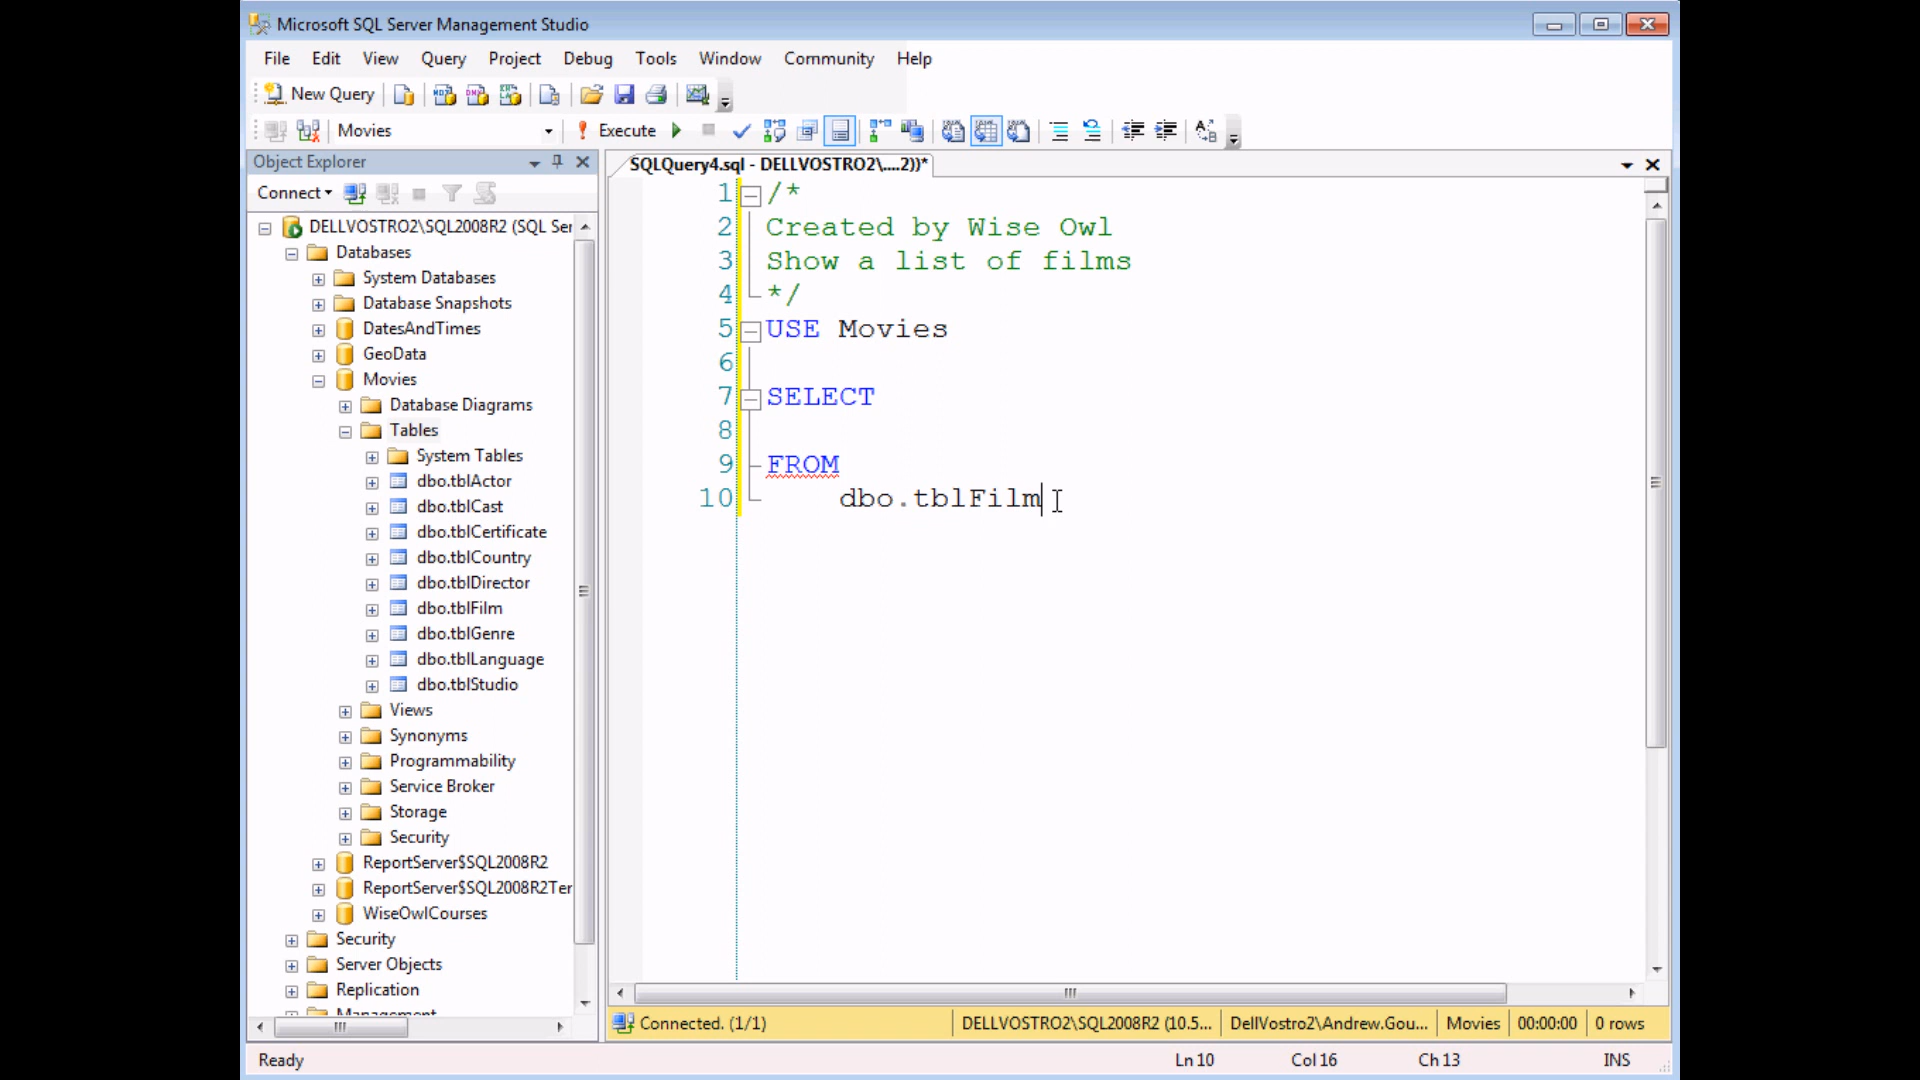 Microsoft SQL Server Management Studio
File Edit View Query Project Debug Tools Window Community Help
New Query
Movies Execute
Object Explorer
SQLQuery4.sql - DELLVOSTRO2\....2))*
Connect
DELLVOSTRO2\SQL2008R2 (SQL Ser
Databases
System Databases
Database Snapshots
DatesAndTimes
GeoData
Movies
Database Diagrams
Tables
System Tables
dbo.tblActor
dbo.tblCast
dbo.tblCertificate
dbo.tblCountry
dbo.tblDirector
dbo.tblFilm
dbo.tblGenre
dbo.tblLanguage
dbo.tblStudio
Views
Synonyms
Programmability
Service Broker
Storage
Security
ReportServer$SQL2008R2
ReportServer$SQL2008R2Ter
WiseOwlCourses
Security
Server Objects
Replication
Management
1 /*
2 Created by Wise Owl
3 Show a list of films
4 */
5 USE Movies
6
7 SELECT
8
9 FROM
10 dbo.tblFilm
Connected. (1/1) DELLVOSTRO2\SQL2008R2 (10.5... DellVostro2\Andrew.Gou... Movies 00:00:00 0 rows
Ready Ln 10 Col 16 Ch 13 INS